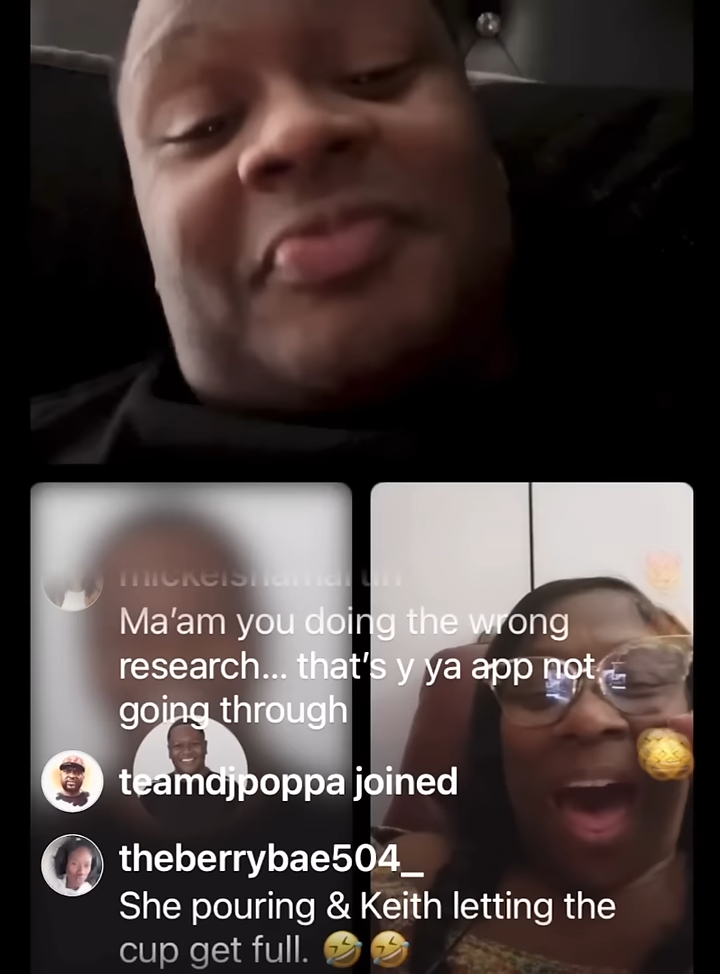 mickeishamartin
Ma’am you doing the wrong
research... that’s y ya app not.
going through
teamdjpoppa joined
theberrybae504_
She pouring & Keith letting the
cup get full. 🤣 🤣